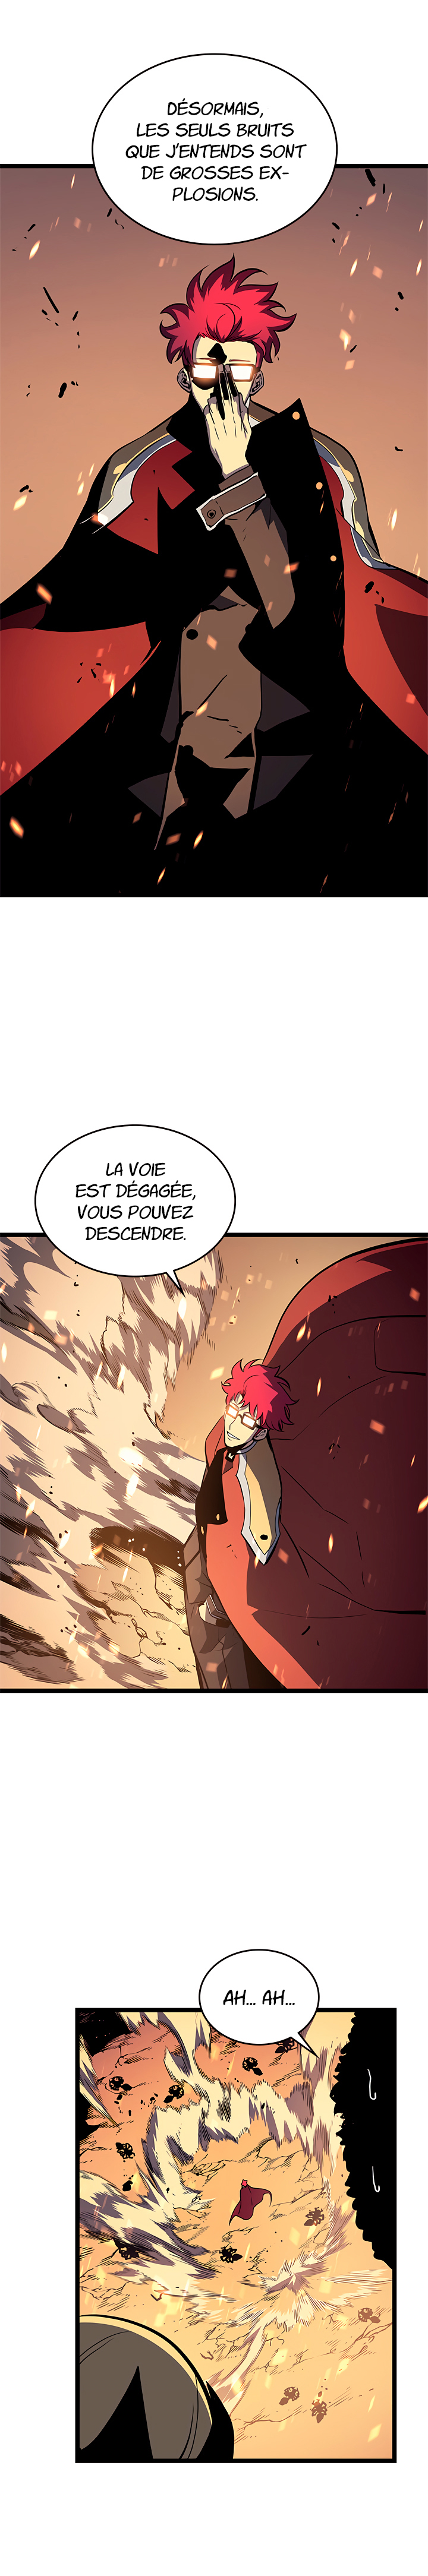 DÉSORMAIS,
LES SEULS BRUITS
QUE J'ENTENDS SONT
DE GROSSES EX-
PLOSIONS.
LA VOIE
EST DÉGAGÉE,
VOUS POUVEZ
DESCENDRE.
AH... AH...